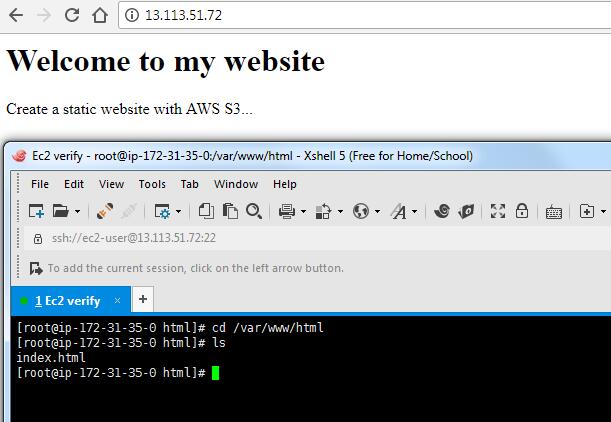 13.113.51.72
Welcome to my website
Create a static website with AWS S3...
Ec2 verify - root@ip-172-31-35-0:/var/www/html - Xshell 5 (Free for Home/School)
File Edit View Tools Tab Window Help
ssh://ec2-user@13.113.51.72:22
To add the current session, click on the left arrow button.
1 Ec2 verify × +
[root@ip-172-31-35-0 html]# cd /var/www/html
[root@ip-172-31-35-0 html]# ls
index.html
[root@ip-172-31-35-0 html]#